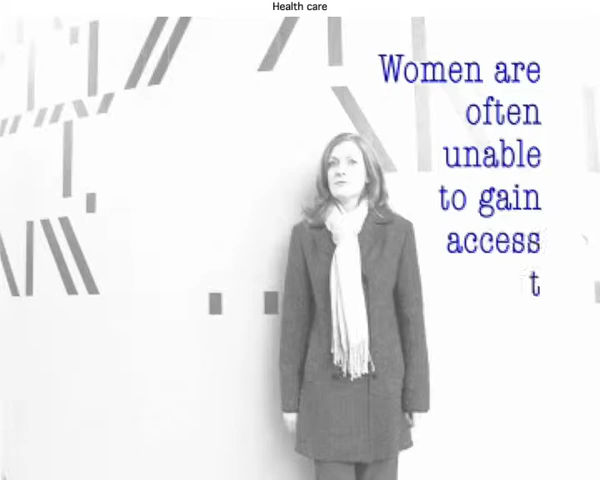 Health care
Women are
often
unable
to gain
access
t